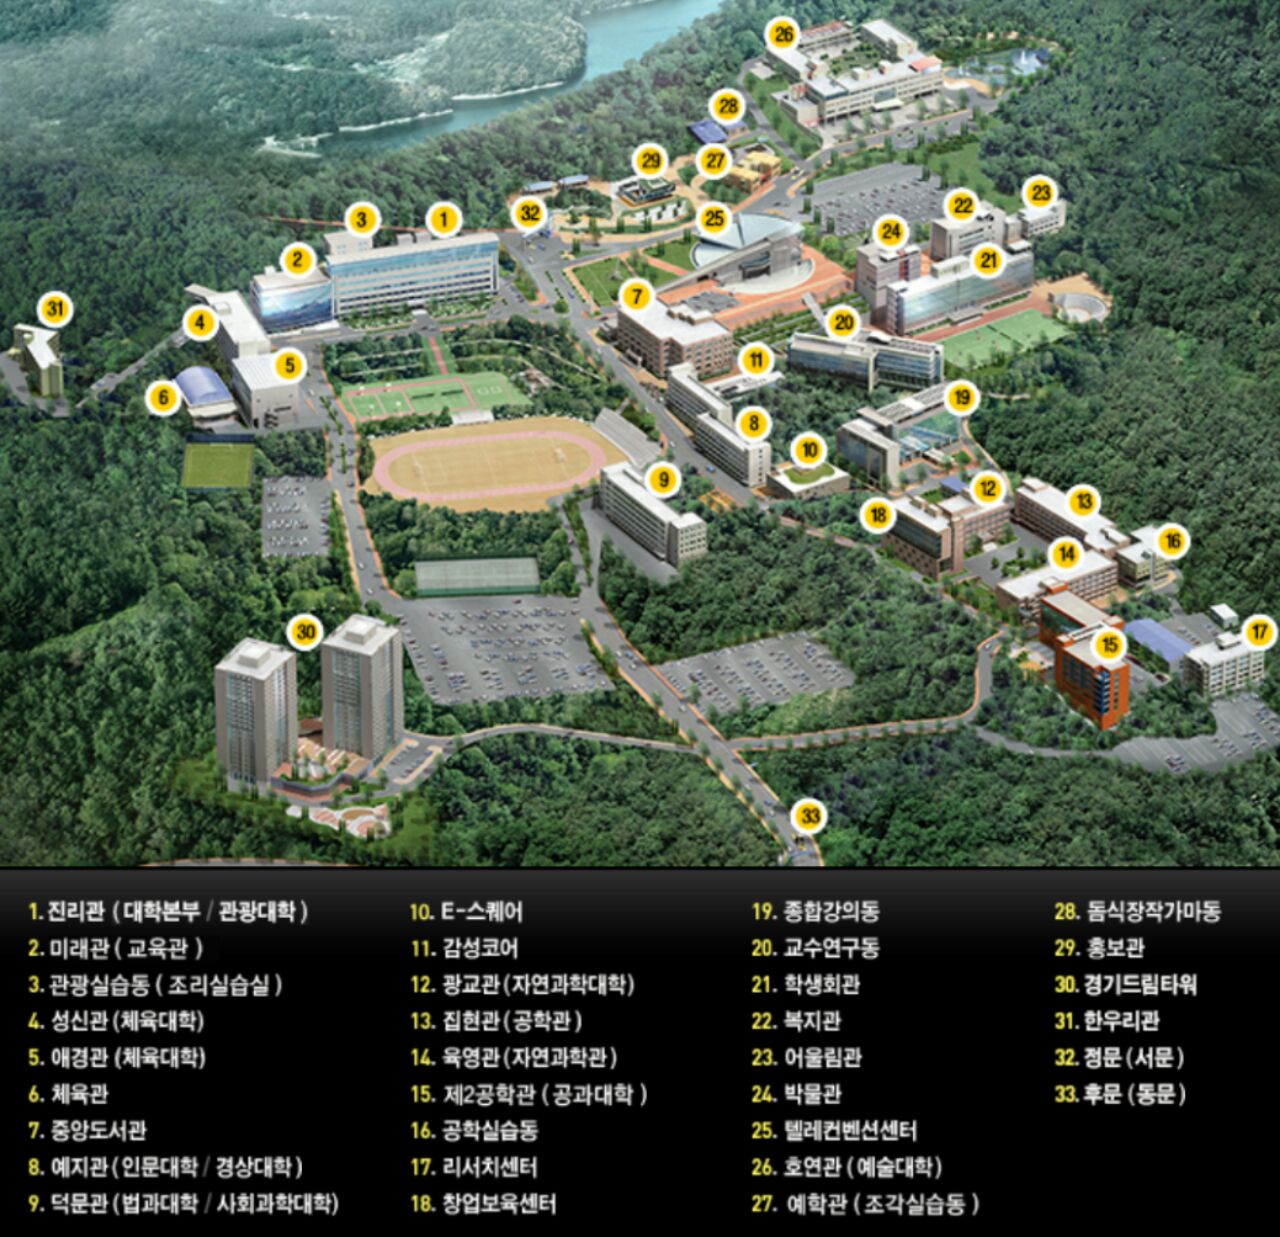 26
28
29
27
23
22
3
1
32
25
24
2
21
31
4
7
20
5
11
6
19
8
10
9
12
18
13
14
16
30
15
17
33
1. 진리관 ( 대학본부 / 관광대학 )
2. 미래관 ( 교육관 )
3. 관광실습동 ( 조리실습실 )
4. 성신관 (체육대학)
5. 애경관 (체육대학)
6. 체육관
7. 중앙도서관
8. 예지관 (인문대학 / 경상대학 )
9. 덕문관 (법과대학 / 사회과학대학)
10. E-스퀘어
11. 감성코어
12. 광교관 (자연과학대학)
13. 집현관 (공학관 )
14. 육영관 (자연과학관 )
15. 제2공학관 ( 공과대학 )
16. 공학실습동
17. 리서치센터
18. 창업보육센터
19. 종합강의동
20. 교수연구동
21. 학생회관
22. 복지관
23. 어울림관
24. 박물관
25. 텔레컨벤션센터
26. 호연관 (예술대학)
27. 예학관 ( 조각실습동 )
28. 돔식장작가마동
29. 홍보관
30. 경기드림타워
31. 한우리관
32. 정문 (서문 )
33. 후문 (동문 )